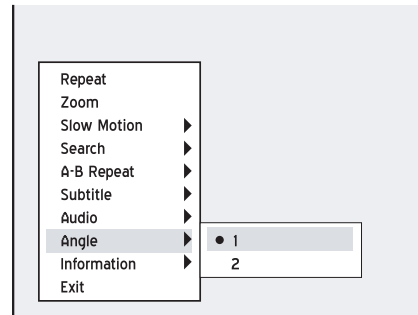 Repeat
Zoom
Slow Motion
Search
A-B Repeat
Subtitle
Audio
Angle
1
2
Information
Exit